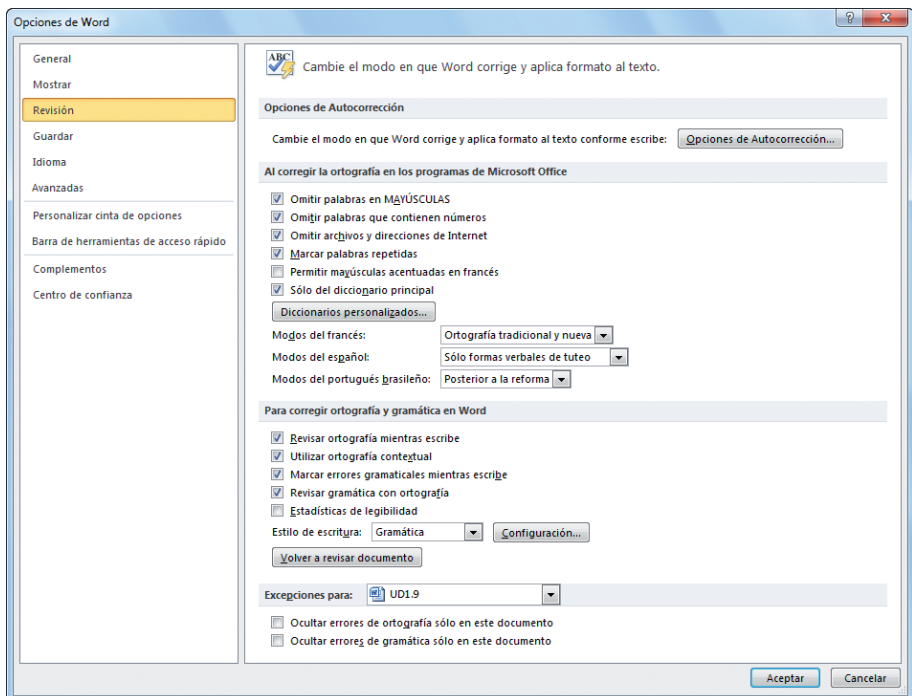 Opciones de Word
General
Mostrar
Revisión
Guardar
Idioma
Avanzadas
Personalizar cinta de opciones
Barra de herramientas de acceso rápido
Complementos
Centro de confianza
ABC
Cambie el modo en que Word corrige y aplica formato al texto.
Opciones de Autocorrección
Cambie el modo en que Word corrige y aplica formato al texto conforme escribe: Opciones de Autocorrección...
Al corregir la ortografía en los programas de Microsoft Office
Omitir palabras en MAYÚSCULAS
Omitir palabras que contienen números
Omitir archivos y direcciones de Internet
Marcar palabras repetidas
Permitir mayúsculas acentuadas en francés
Sólo del diccionario principal
Diccionarios personalizados...
Modos del francés: Ortografía tradicional y nueva
Modos del español: Sólo formas verbales de tuteo
Modos del portugués brasileño: Posterior a la reforma
Para corregir ortografía y gramática en Word
Revisar ortografía mientras escribe
Utilizar ortografía contextual
Marcar errores gramaticales mientras escribe
Revisar gramática con ortografía
Estadísticas de legibilidad
Estilo de escritura: Gramática Configuración...
Volver a revisar documento
Excepciones para: UD1.9
Ocultar errores de ortografía sólo en este documento
Ocultar errores de gramática sólo en este documento
Aceptar Cancelar